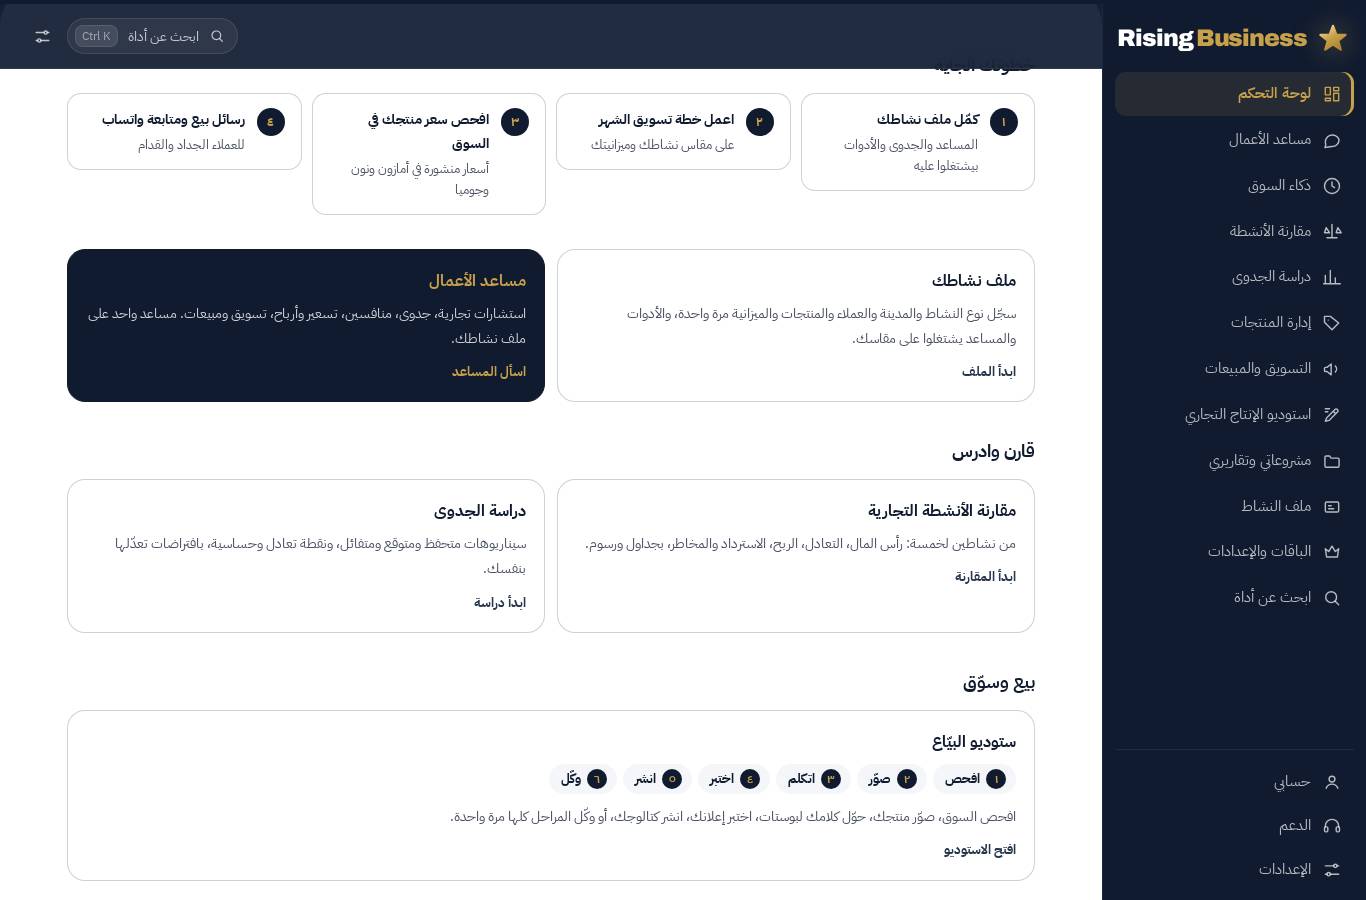 Rising Business
لوحة التحكم
مساعد الأعمال
ذكاء السوق
مقارنة الأنشطة
دراسة الجدوى
إدارة المنتجات
التسويق والمبيعات
استوديو الإنتاج التجاري
مشروعاتي وتقاريري
ملف النشاط
الباقات والإعدادات
ابحث عن أداة
حسابي
الدعم
الإعدادات
ابحث عن أداة Ctrl K
١
كمّل ملف نشاطك
المساعد والجدوى والأدوات
بيشتغلوا عليه
٢
اعمل خطة تسويق الشهر
على مقاس نشاطك وميزانيتك
٣
افحص سعر منتجك في
السوق
أسعار منشورة في أمازون ونون
وجوميا
٤
رسائل بيع ومتابعة واتساب
للعملاء الجداد والقدام
ملف نشاطك
سجّل نوع النشاط والمدينة والعملاء والمنتجات والميزانية مرة واحدة، والأدوات
والمساعد يشتغلوا على مقاسك.
ابدأ الملف
مساعد الأعمال
استشارات تجارية، جدوى، منافسين، تسعير وأرباح، تسويق ومبيعات. مساعد واحد على
ملف نشاطك.
اسأل المساعد
قارن وادرس
مقارنة الأنشطة التجارية
من نشاطين لخمسة: رأس المال، التعادل، الربح، الاسترداد والمخاطر، بجداول ورسوم.
ابدأ المقارنة
دراسة الجدوى
سيناريوهات متحفظ ومتوقع ومتفائل، ونقطة تعادل وحساسية، بافتراضات تعدّلها
بنفسك.
ابدأ دراسة
بيع وسوّق
ستوديو البيّاع
١ افحص ٢ صوّر ٣ اتكلم ٤ اختبر ٥ انشر ٦ وكّل
افحص السوق، صوّر منتجك، حوّل كلامك لبوستات، اختبر إعلانك، انشر كتالوجك، أو وكّل المراحل كلها مرة واحدة.
افتح الاستوديو